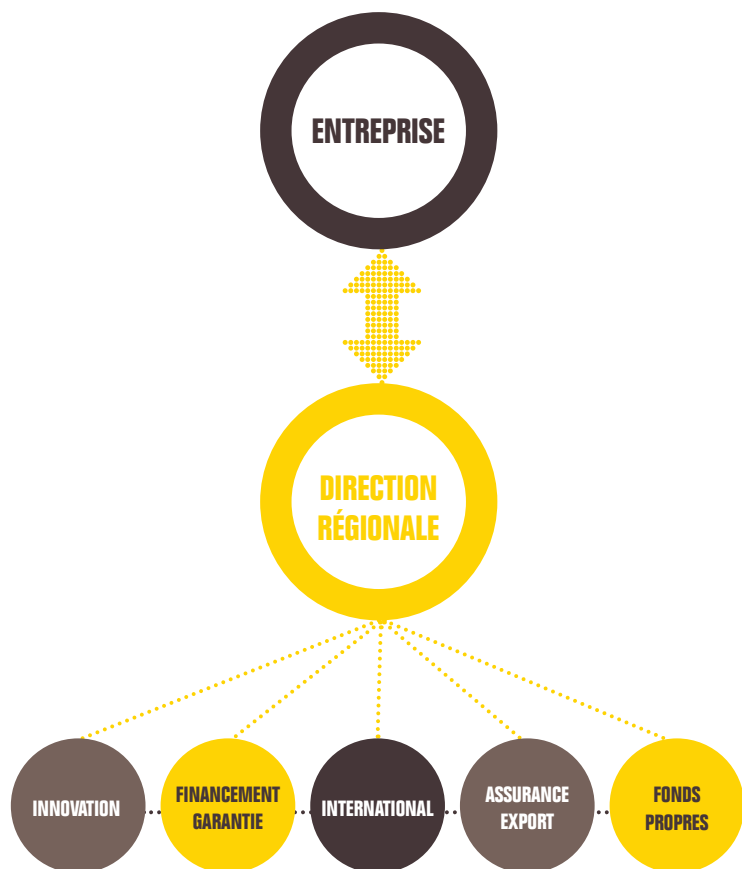 ENTREPRISE
DIRECTION
RÉGIONALE
INNOVATION
FINANCEMENT
GARANTIE
INTERNATIONAL
ASSURANCE
EXPORT
FONDS
PROPRES